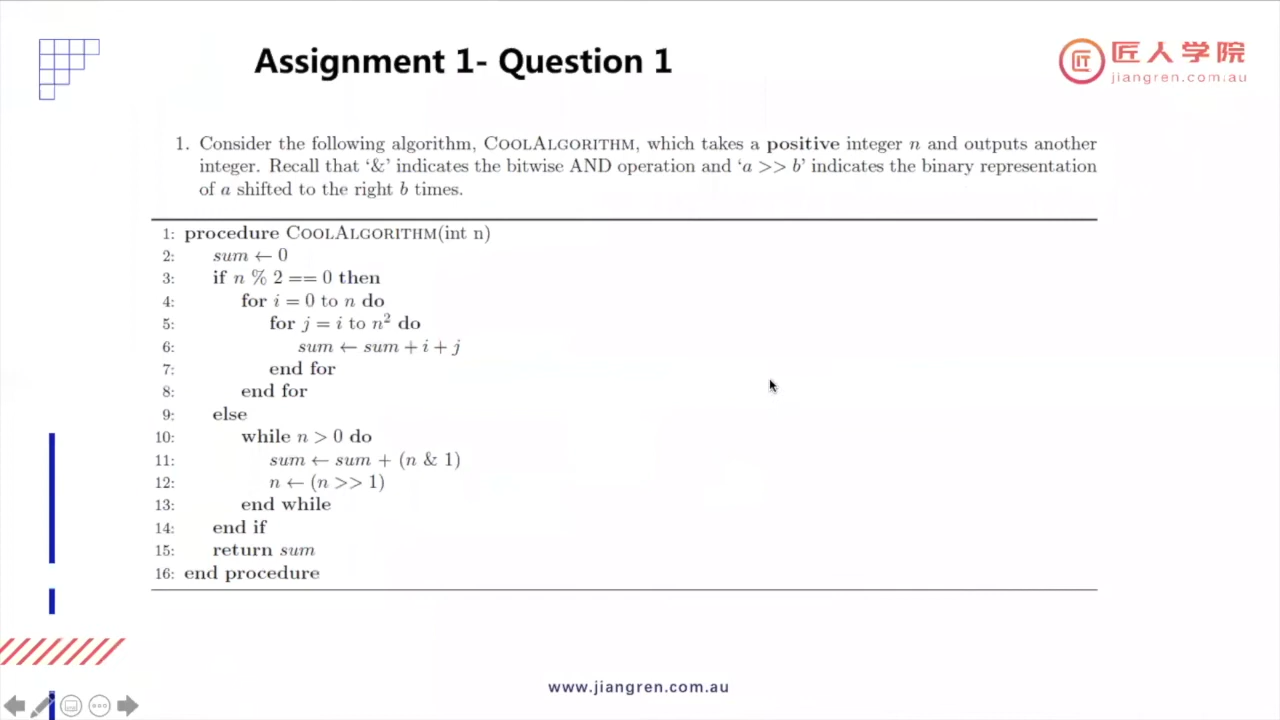 Assignment 1- Question 1
匠人学院
jiangren.com.au
1. Consider the following algorithm, COOLALGORITHM, which takes a positive integer n and outputs another
integer. Recall that ‘&’ indicates the bitwise AND operation and ‘a >> b’ indicates the binary representation
of a shifted to the right b times.
1: procedure COOLALGORITHM(int n)
2: sum ← 0
3: if n % 2 == 0 then
4: for i = 0 to n do
5: for j = i to n² do
6: sum ← sum + i + j
7: end for
8: end for
9: else
10: while n > 0 do
11: sum ← sum + (n & 1)
12: n ← (n >> 1)
13: end while
14: end if
15: return sum
16: end procedure
www.jiangren.com.au